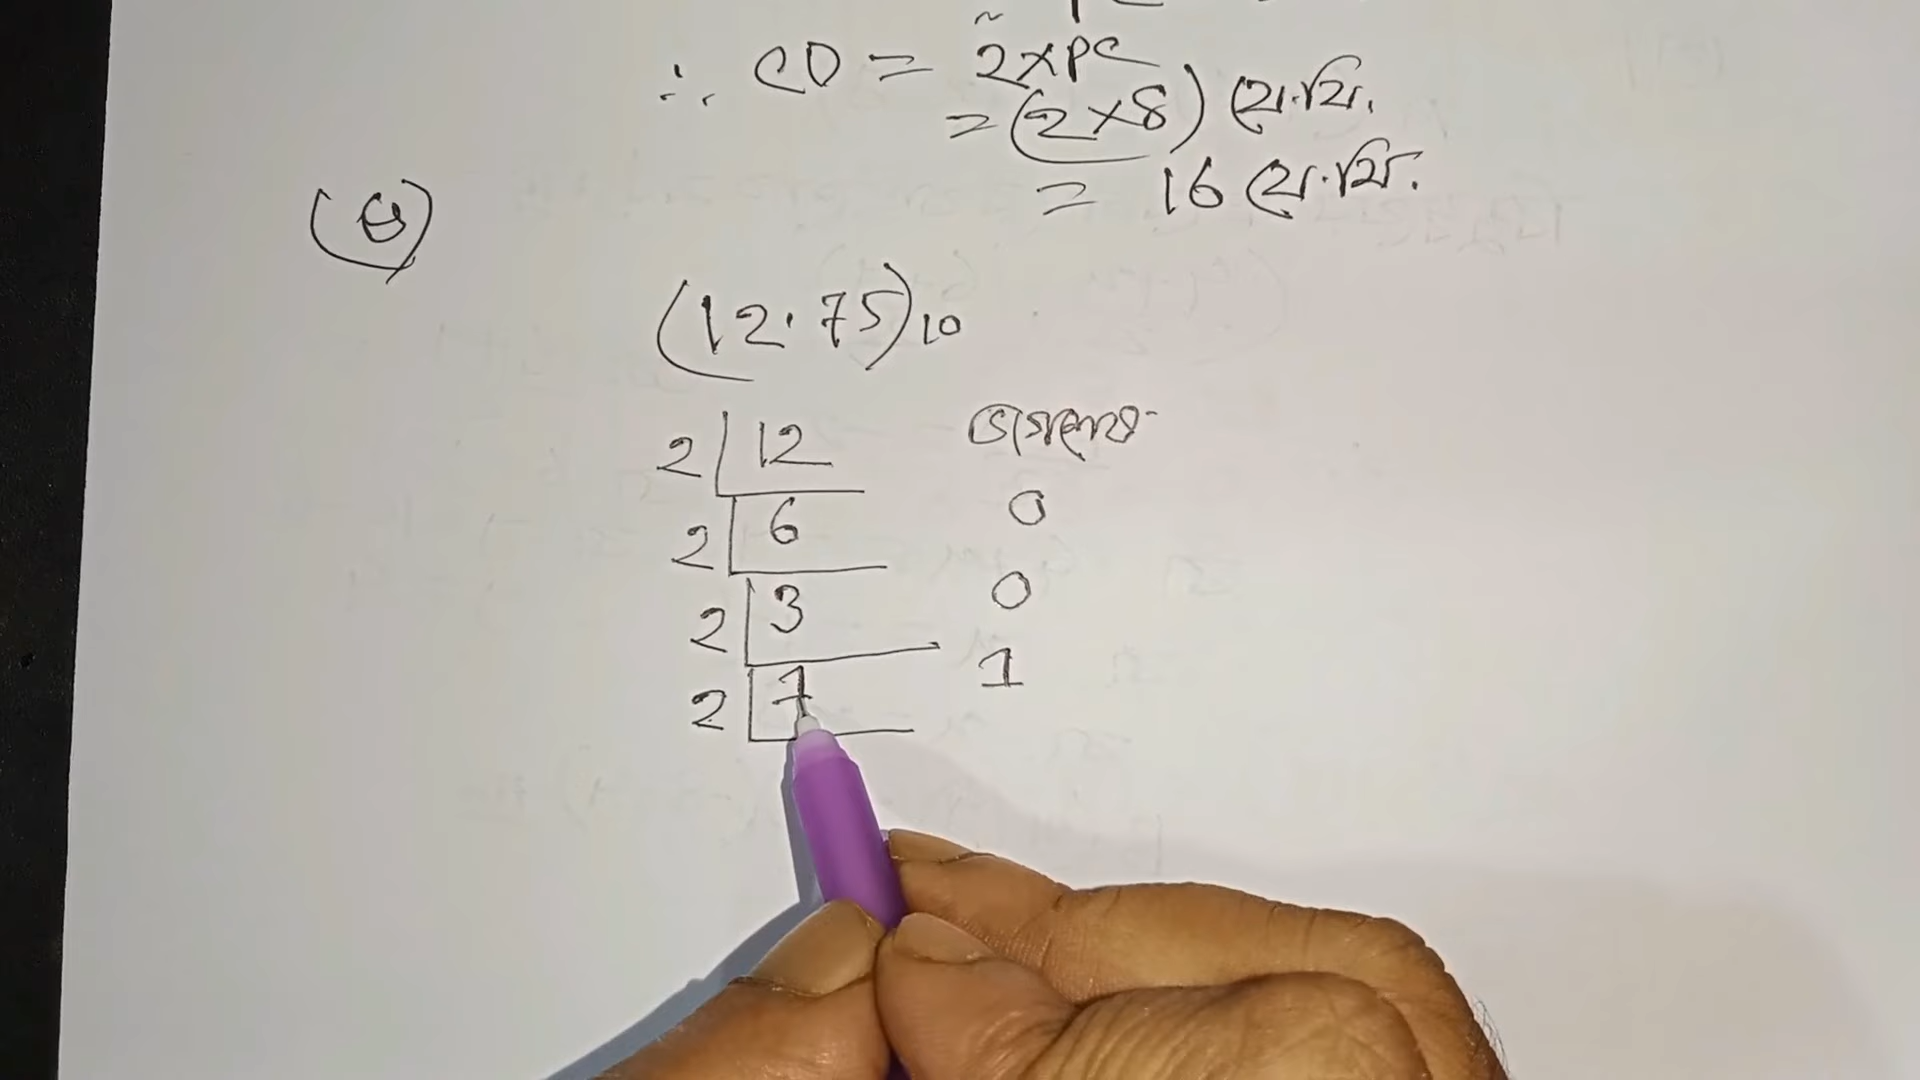 ∴ CD = 2×PC
= (2×8) সে.মি.
= 16 সে.মি.
(12.75)10
2 | 12 ভাগশেষ
2 | 6 0
2 | 3 0
2 | 1 1